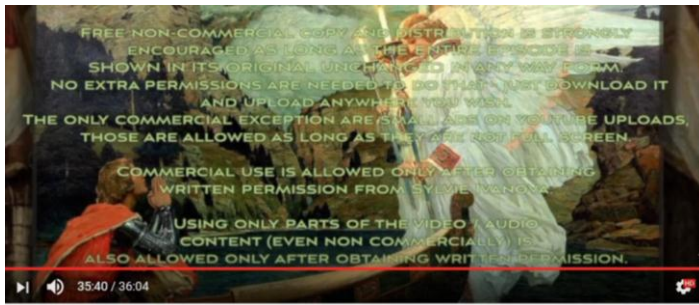 FREE NON-COMMERCIAL COPY AND DISTRIBUTION IS STRONGLY
ENCOURAGED AS LONG AS THE ENTIRE EPISODE IS
SHOWN IN ITS ORIGINAL UNCHANGED IN ANY WAY FORM.
NO EXTRA PERMISSIONS ARE NEEDED TO DO THAT, JUST DOWNLOAD IT
AND UPLOAD ANYWHERE YOU WISH.
THE ONLY COMMERCIAL EXCEPTION ARE SMALL ADS ON YOUTUBE UPLOADS,
THOSE ARE ALLOWED AS LONG AS THEY ARE NOT FULL SCREEN.
COMMERCIAL USE IS ALLOWED ONLY AFTER OBTAINING
WRITTEN PERMISSION FROM SYLVIE IVANOVA
USING ONLY PARTS OF THE VIDEO / AUDIO
CONTENT (EVEN NON COMMERCIALLY) IS
ALSO ALLOWED ONLY AFTER OBTAINING WRITTEN PERMISSION.
35:40 / 36:04